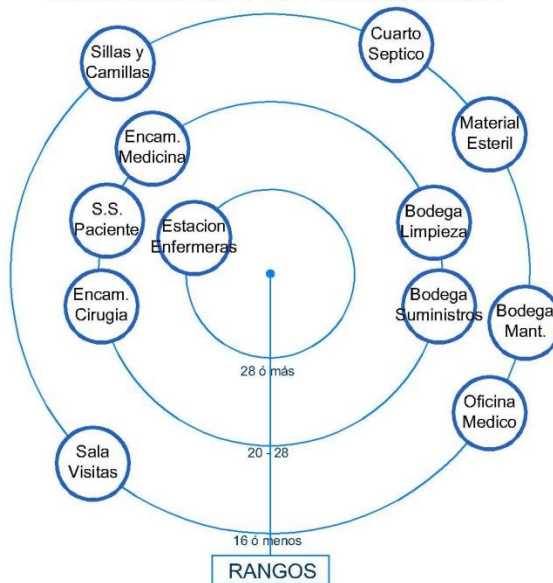 Sillas y
Camillas
Cuarto
Septico
Encam.
Medicina
Material
Esteril
S.S.
Paciente
Estacion
Enfermeras
Bodega
Limpieza
Encam.
Cirugia
Bodega
Suministros
Bodega
Mant.
28 ó más
Oficina
Medico
Sala
Visitas
20 - 28
16 ó menos
RANGOS